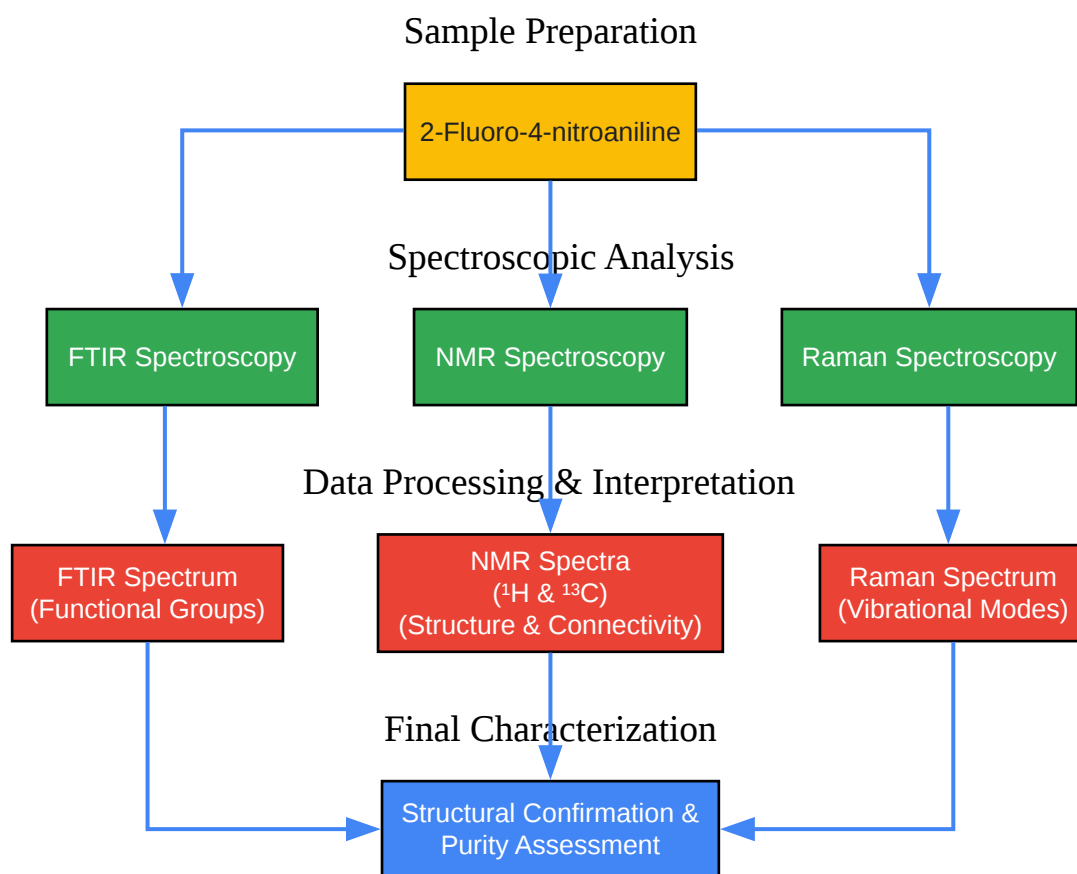 Sample Preparation
2-Fluoro-4-nitroaniline
Spectroscopic Analysis
FTIR Spectroscopy
NMR Spectroscopy
Raman Spectroscopy
Data Processing & Interpretation
FTIR Spectrum
(Functional Groups)
NMR Spectra
(¹H & ¹³C)
(Structure & Connectivity)
Raman Spectrum
(Vibrational Modes)
Final Characterization
Structural Confirmation &
Purity Assessment